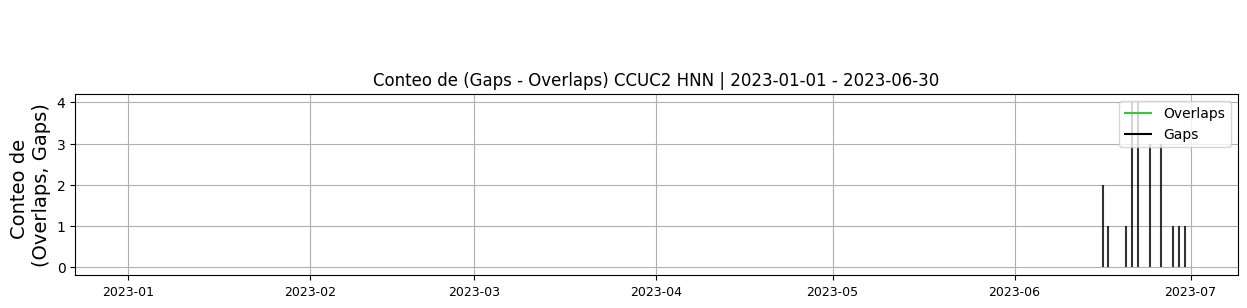 Conteo de (Gaps - Overlaps) CCUC2 HNN | 2023-01-01 - 2023-06-30
Conteo de
(Overlaps, Gaps)
4
3
2
1
0
Overlaps
Gaps
2023-01
2023-02
2023-03
2023-04
2023-05
2023-06
2023-07